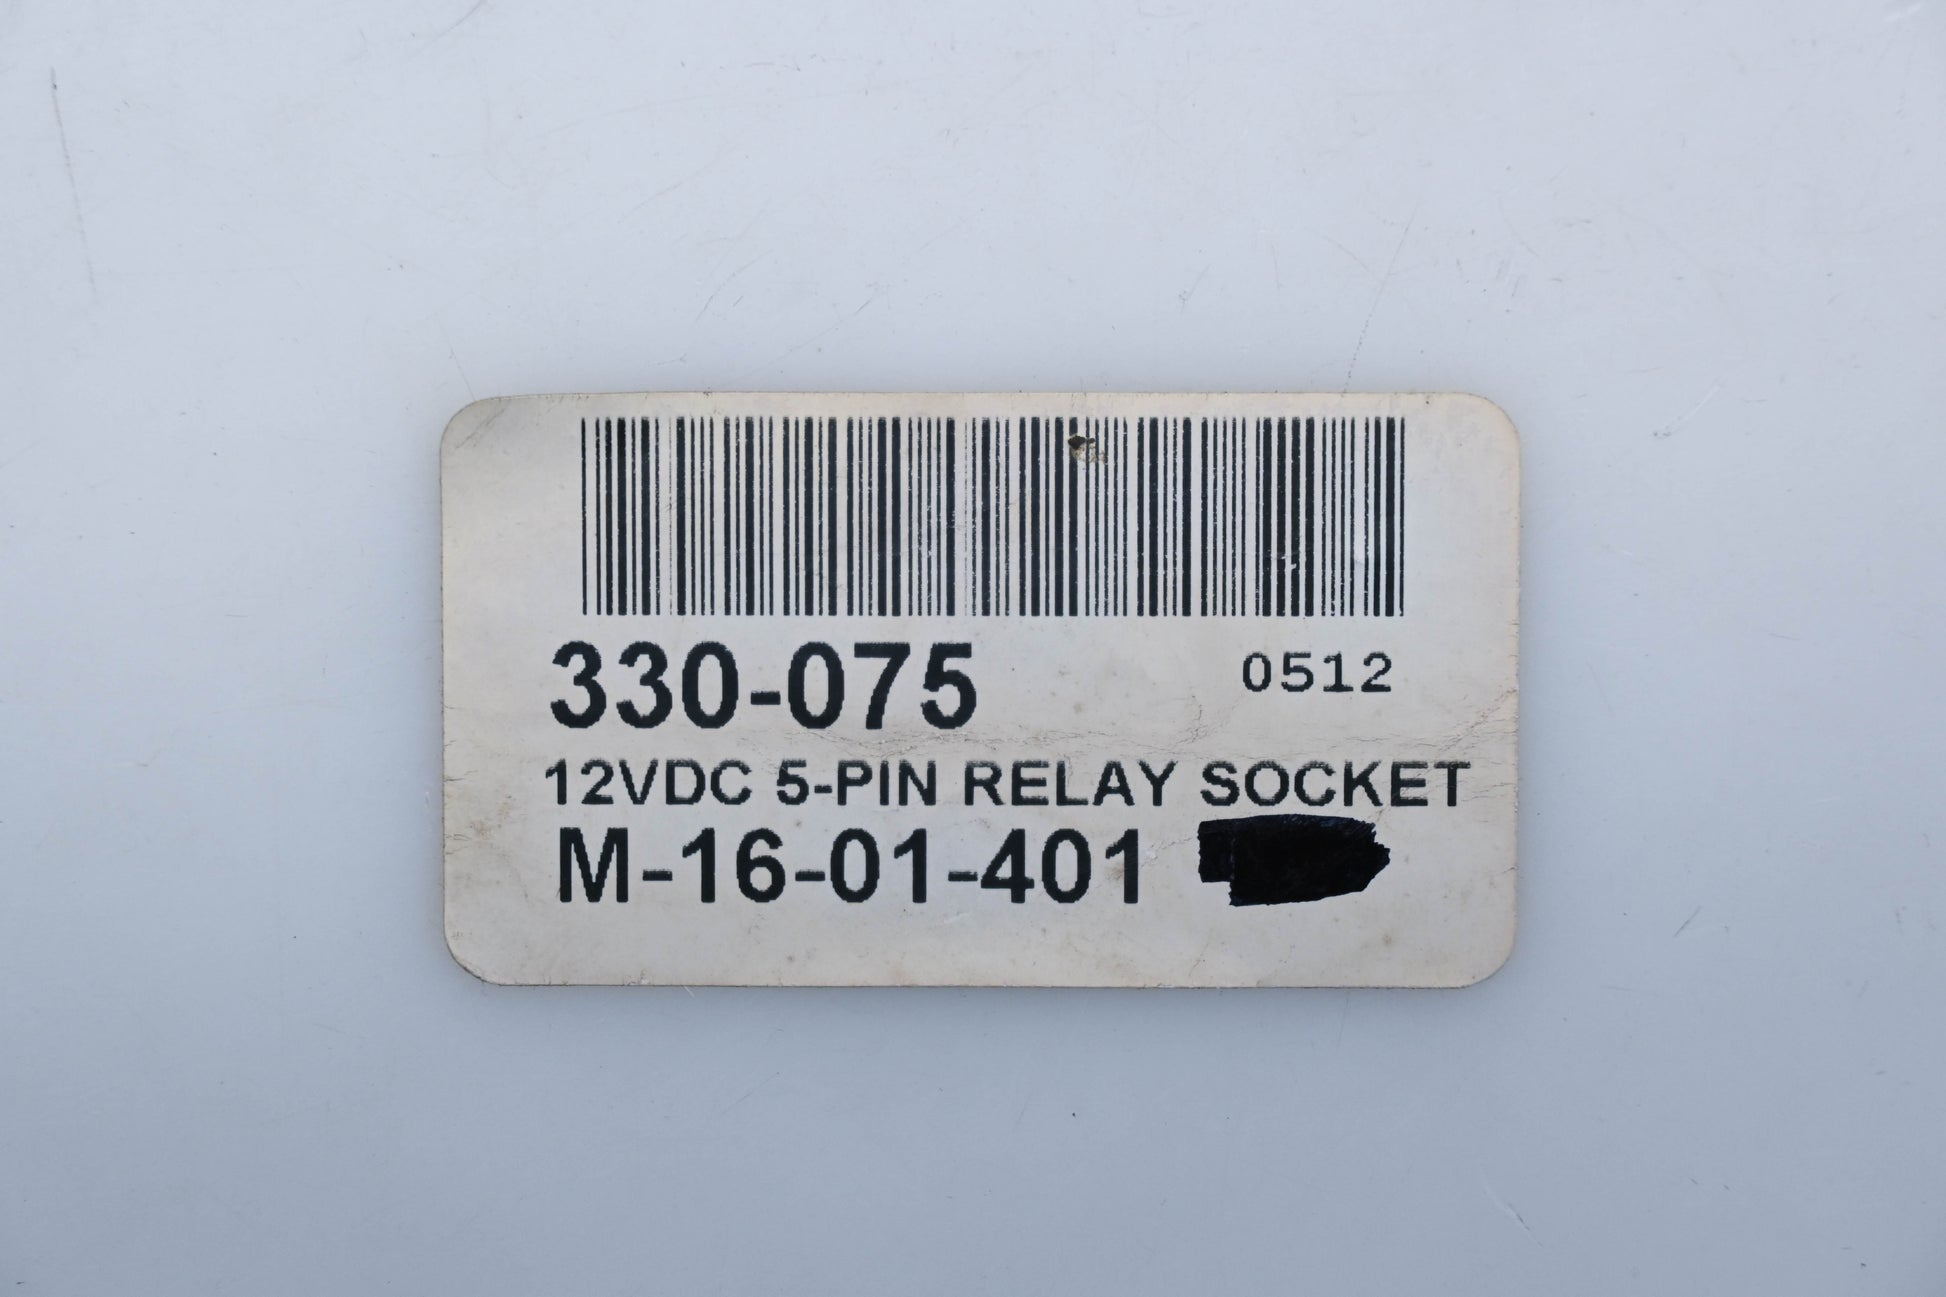 330-075 0512
12VDC 5-PIN RELAY SOCKET
M-16-01-401